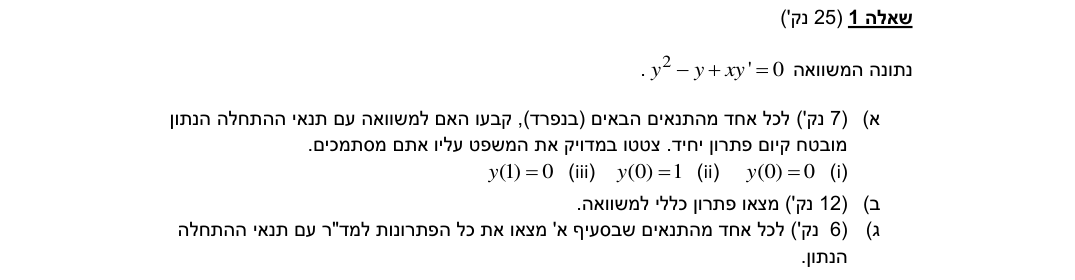 שאלה 1 (25 נק')
נתונה המשוואה y² − y + xy' = 0 .
א) (7 נק') לכל אחד מהתנאים הבאים (בנפרד), קבעו האם למשוואה עם תנאי ההתחלה הנתון
מובטח קיום פתרון יחיד. צטטו במדויק את המשפט עליו אתם מסתמכים.
(i) y(0) = 0 (ii) y(0) = 1 (iii) y(1) = 0
ב) (12 נק') מצאו פתרון כללי למשוואה.
ג) (6 נק') לכל אחד מהתנאים שבסעיף א' מצאו את כל הפתרונות למד"ר עם תנאי ההתחלה
הנתון.